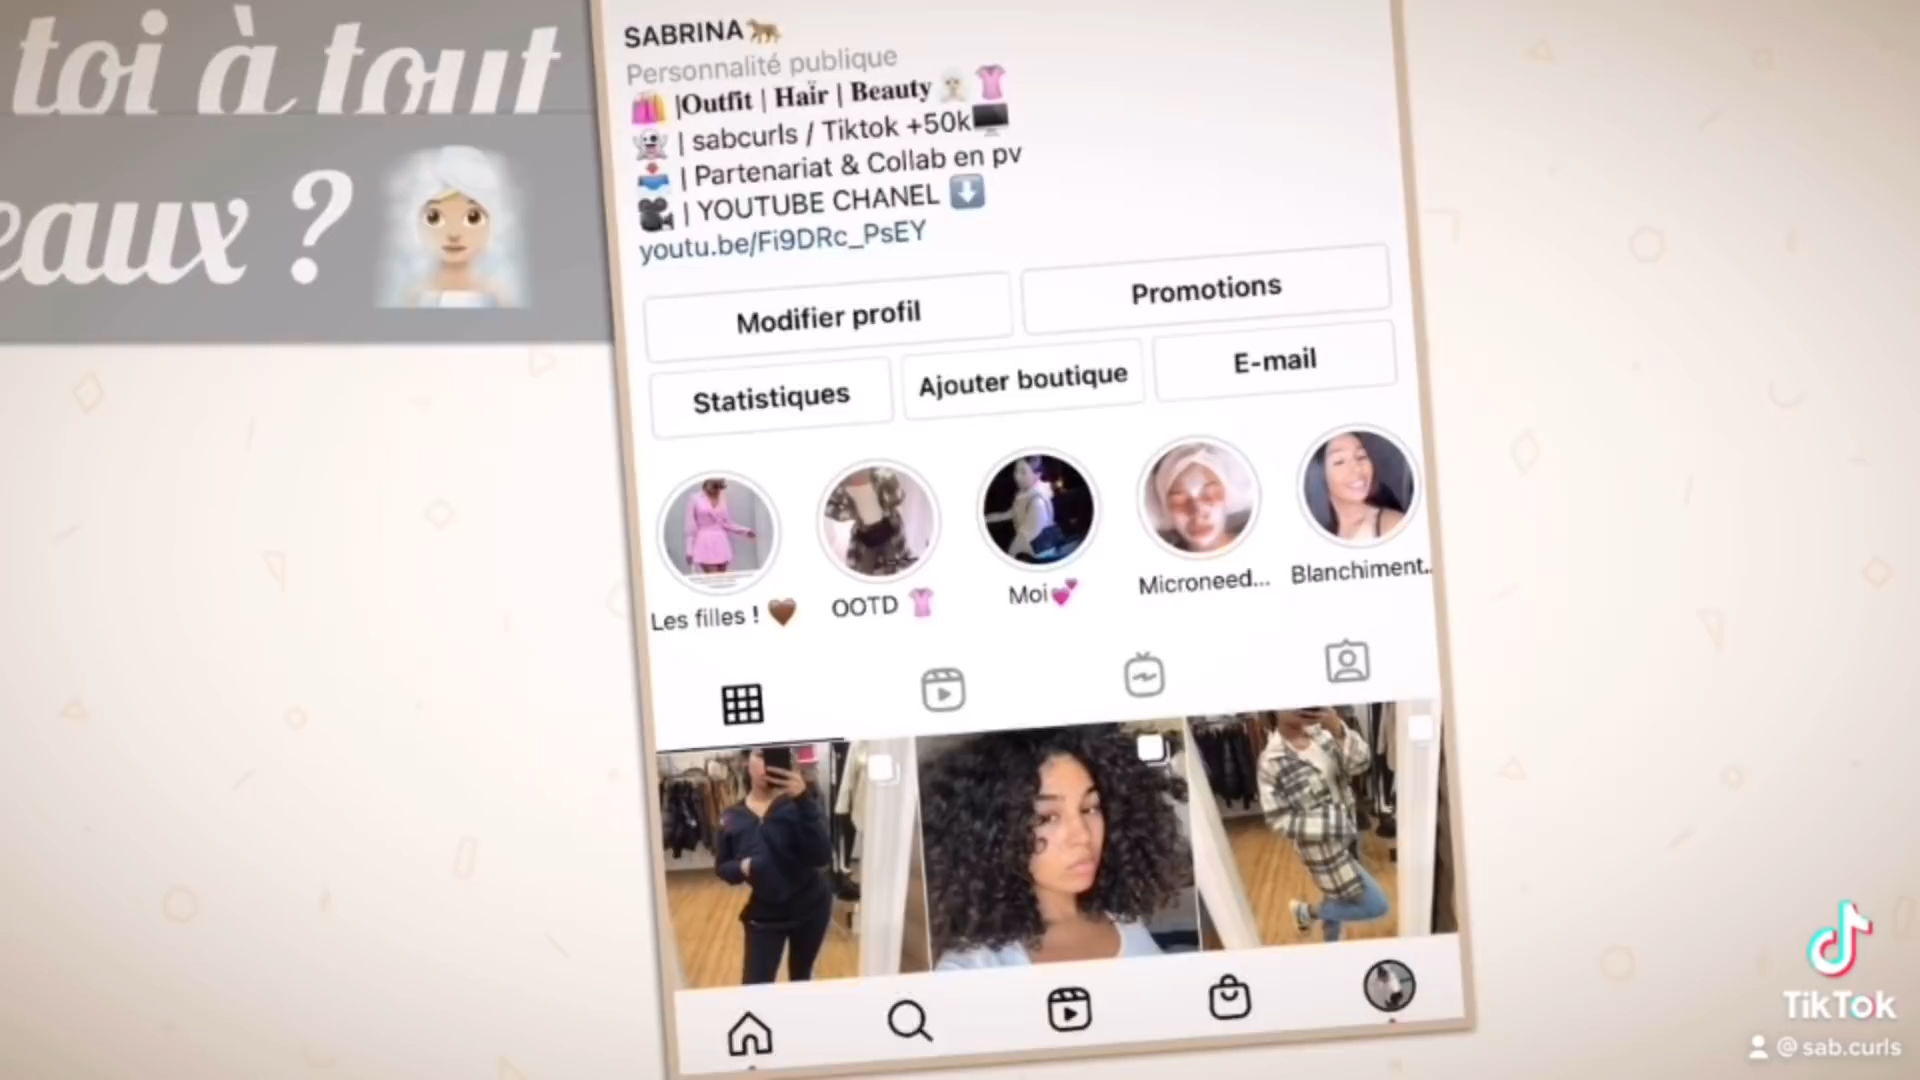 toi à tout
eaux ?
SABRINA🐆
Personnalité publique
🛍️ |Outfit | Haïr | Beauty 👩🏼‍🦳 👚
👻 | sabcurls / Tiktok +50k🖥️
📥 | Partenariat & Collab en pv
🎥 | YOUTUBE CHANEL ⬇️
youtu.be/Fi9DRc_PsEY
Modifier profil
Promotions
Statistiques
Ajouter boutique
E-mail
Les filles ! 🤎
OOTD 👚
Moi💕
Microneed...
Blanchiment..
TikTok
@sab.curls